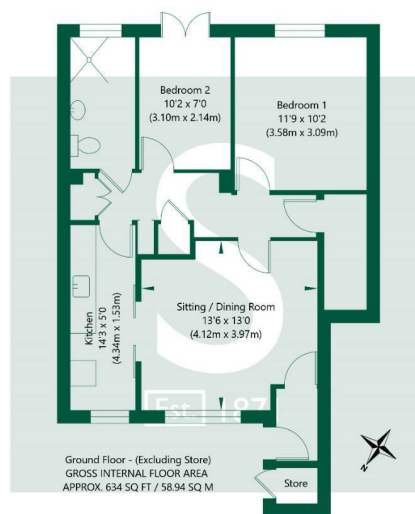 Bedroom 2
10'2 x 7'0
(3.10m x 2.14m)
Bedroom 1
11'9 x 10'2
(3.58m x 3.09m)
Kitchen
14'3 x 5'0
(4.34m x 1.53m)
Sitting / Dining Room
13'6 x 13'0
(4.12m x 3.97m)
S
Est. 187
Ground Floor - (Excluding Store)
GROSS INTERNAL FLOOR AREA
APPROX. 634 SQ FT / 58.94 SQ M
Store
N